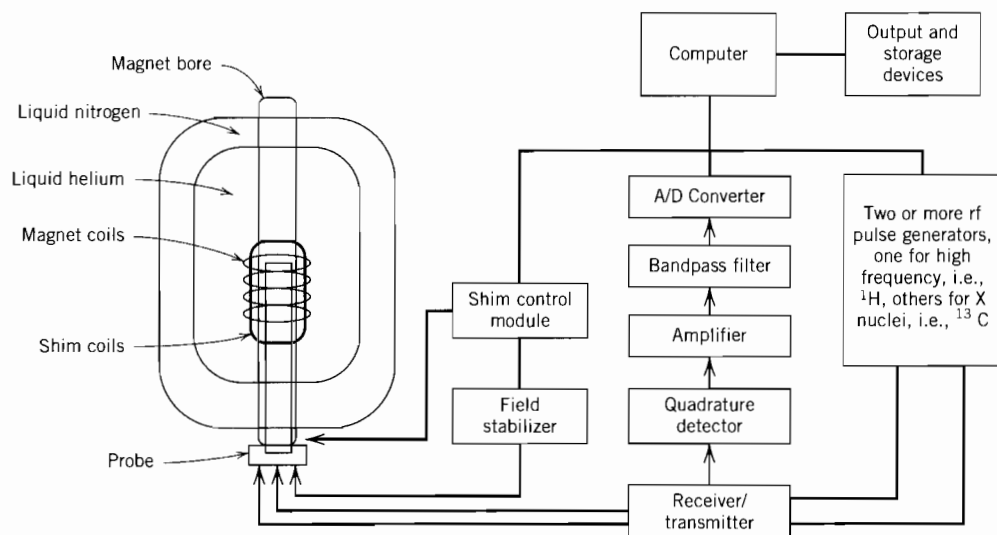 Magnet bore
Liquid nitrogen
Liquid helium
Magnet coils
Shim coils
Probe
Computer
Output and
storage
devices
A/D Converter
Bandpass filter
Amplifier
Quadrature
detector
Receiver/
transmitter
Shim control
module
Field
stabilizer
Two or more rf
pulse generators,
one for high
frequency, i.e.,
¹H, others for X
nuclei, i.e., ¹³ C